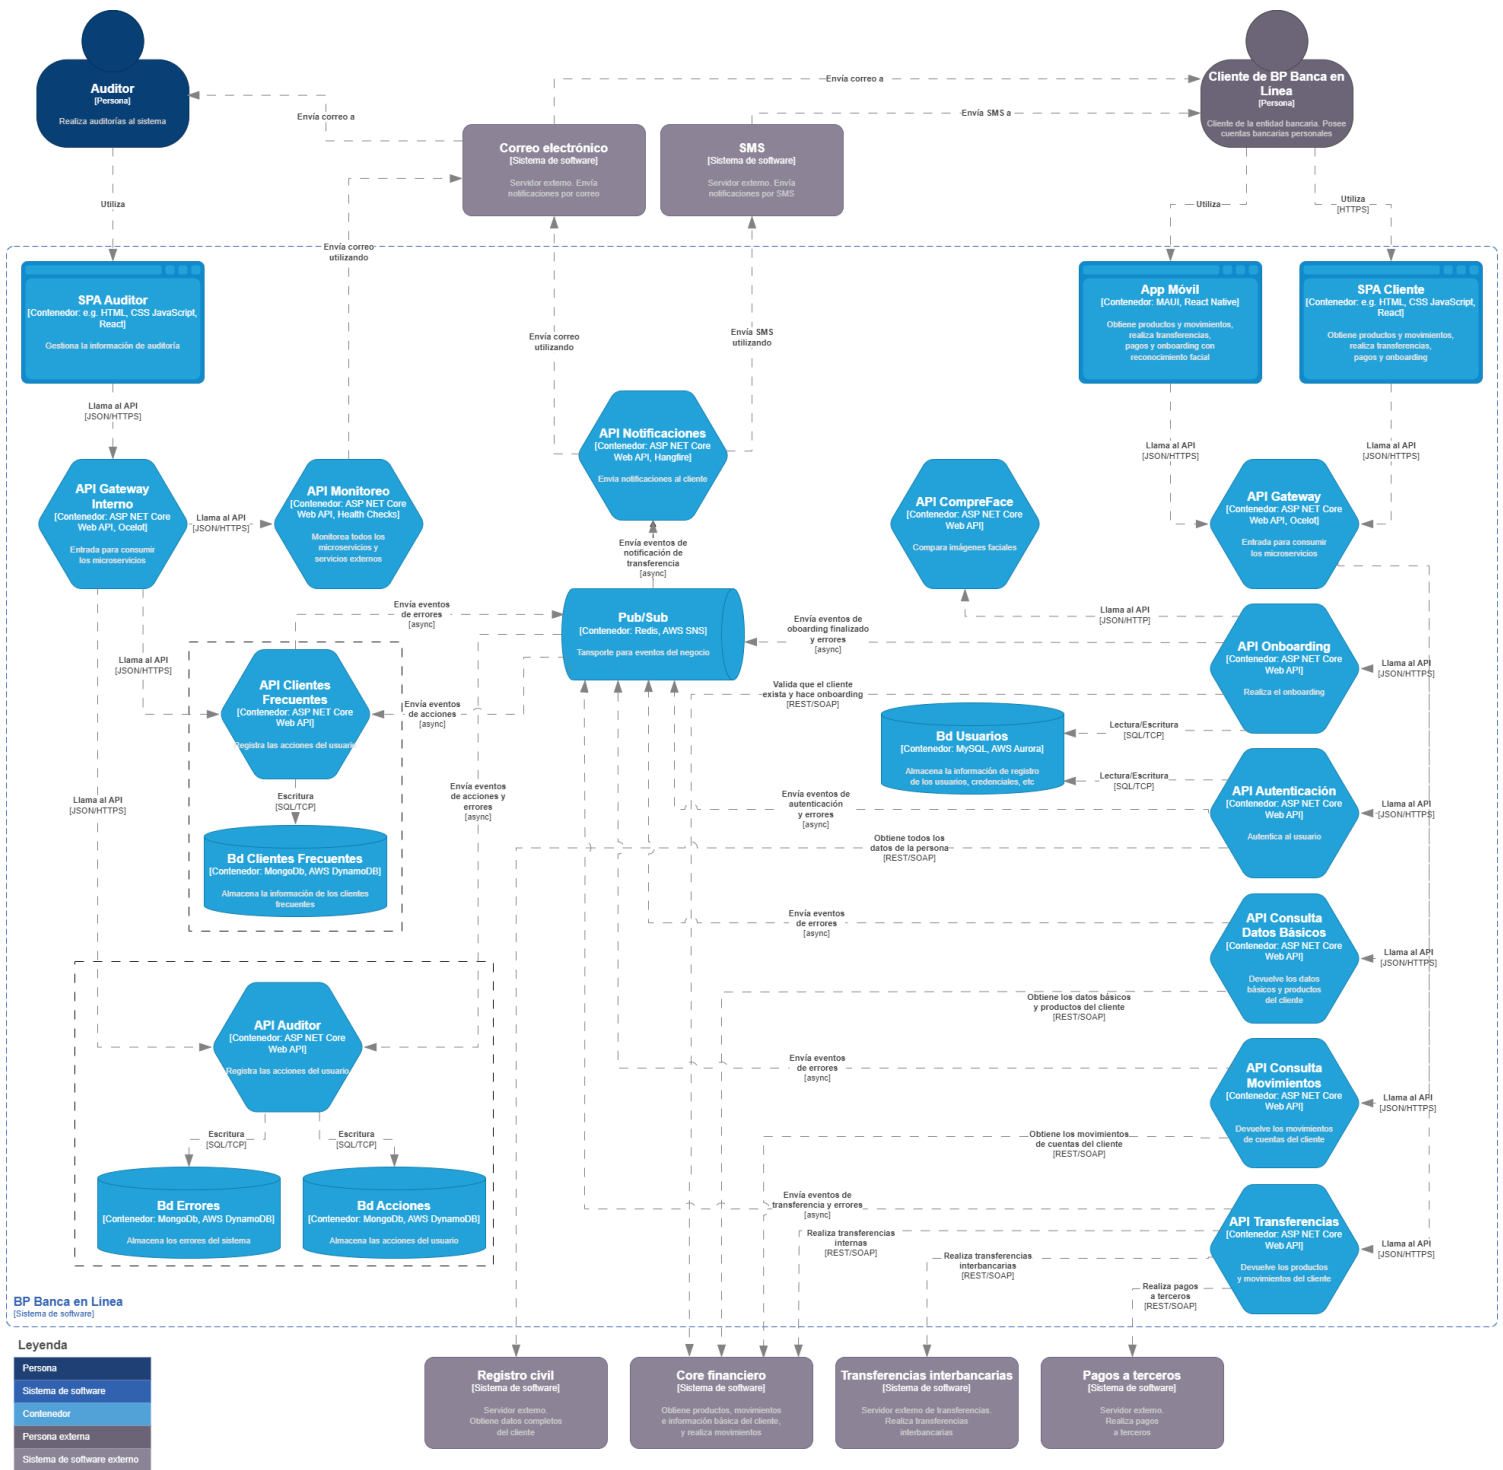 Auditor
[Persona]
Realiza auditorías al sistema
Cliente de BP Banca en
Línea
[Persona]
Cliente de la entidad bancaria. Posee
cuentas bancarias personales
Envía correo a
Envía correo a
Envía SMS a
Correo electrónico
[Sistema de software]
Servidor externo. Envía
notificaciones por correo
SMS
[Sistema de software]
Servidor externo. Envía
notificaciones por SMS
Utiliza
Utiliza
Utiliza
[HTTPS]
Envía correo
utilizando
SPA Auditor
[Contenedor: e.g. HTML, CSS JavaScript,
React]
Gestiona la información de auditoría
App Móvil
[Contenedor: MAUI, React Native]
Obtiene productos y movimientos,
realiza transferencias,
pagos y onboarding con
reconocimiento facial
SPA Cliente
[Contenedor: e.g. HTML, CSS JavaScript,
React]
Obtiene productos y movimientos,
realiza transferencias,
pagos y onboarding
Envía correo
utilizando
Envía SMS
utilizando
Llama al API
[JSON/HTTPS]
Llama al API
[JSON/HTTPS]
Llama al API
[JSON/HTTPS]
API Notificaciones
[Contenedor: ASP NET Core
Web API, Hangfire]
Envía notificaciones al cliente
API Gateway
Interno
[Contenedor: ASP NET Core
Web API, Ocelot]
Entrada para consumir
los microservicios
Llama al API
[JSON/HTTPS]
API Monitoreo
[Contenedor: ASP NET Core
Web API, Health Checks]
Monitorea todos los
microservicios y
servicios externos
API CompreFace
[Contenedor: ASP NET Core
Web API]
Compara imágenes faciales
API Gateway
[Contenedor: ASP NET Core
Web API, Ocelot]
Entrada para consumir
los microservicios
Envía eventos de
notificación de
transferencia
[async]
Envía eventos
de errores
[async]
Pub/Sub
[Contenedor: Redis, AWS SNS]
Tansporte para eventos del negocio
Envía eventos de
oboarding finalizado
y errores
[async]
Llama al API
[JSON/HTTP]
API Onboarding
[Contenedor: ASP NET Core
Web API]
Realiza el onboarding
Llama al API
[JSON/HTTPS]
Llama al API
[JSON/HTTPS]
API Clientes
Frecuentes
[Contenedor: ASP NET Core
Web API]
Registra las acciones del usuario
Envía eventos
de acciones
[async]
Valida que el cliente
exista y hace onboarding
[REST/SOAP]
Bd Usuarios
[Contenedor: MySQL, AWS Aurora]
Almacena la información de registro
de los usuarios, credenciales, etc
Lectura/Escritura
[SQL/TCP]
Lectura/Escritura
[SQL/TCP]
Llama al API
[JSON/HTTPS]
Escritura
[SQL/TCP]
Envía eventos
de acciones y
errores
[async]
Envía eventos de
autenticación
y errores
[async]
API Autenticación
[Contenedor: ASP NET Core
Web API]
Autentica al usuario
Llama al API
[JSON/HTTPS]
Bd Clientes Frecuentes
[Contenedor: MongoDb, AWS DynamoDB]
Almacena la información de los clientes
frecuentes
Obtiene todos los
datos de la persona
[REST/SOAP]
Envía eventos
de errores
[async]
API Consulta
Datos Básicos
[Contenedor: ASP NET Core
Web API]
Devuelve los datos
básicos y productos
del cliente
Llama al API
[JSON/HTTPS]
Obtiene los datos básicos
y productos del cliente
[REST/SOAP]
API Auditor
[Contenedor: ASP NET Core
Web API]
Registra las acciones del usuario
Envía eventos
de errores
[async]
API Consulta
Movimientos
[Contenedor: ASP NET Core
Web API]
Devuelve los movimientos
de cuentas del cliente
Llama al API
[JSON/HTTPS]
Escritura
[SQL/TCP]
Escritura
[SQL/TCP]
Obtiene los movimientos
de cuentas del cliente
[REST/SOAP]
Bd Errores
[Contenedor: MongoDb, AWS DynamoDB]
Almacena los errores del sistema
Bd Acciones
[Contenedor: MongoDb, AWS DynamoDB]
Almacena las acciones del usuario
Envía eventos de
transferencia y errores
[async]
Realiza transferencias
internas
[REST/SOAP]
Realiza transferencias
interbancarias
[REST/SOAP]
API Transferencias
[Contenedor: ASP NET Core
Web API]
Devuelve los productos
y movimientos del cliente
Llama al API
[JSON/HTTPS]
Realiza pagos
a terceros
[REST/SOAP]
BP Banca en Línea
[Sistema de software]
Leyenda
Persona
Sistema de software
Contenedor
Persona externa
Sistema de software externo
Registro civil
[Sistema de software]
Servidor externo.
Obtiene datos completos
del cliente
Core financiero
[Sistema de software]
Obtiene productos, movimientos
e información básica del cliente,
y realiza movimientos
Transferencias interbancarias
[Sistema de software]
Servidor externo de transferencias.
Realiza transferencias
interbancarias
Pagos a terceros
[Sistema de software]
Servidor externo.
Realiza pagos
a terceros